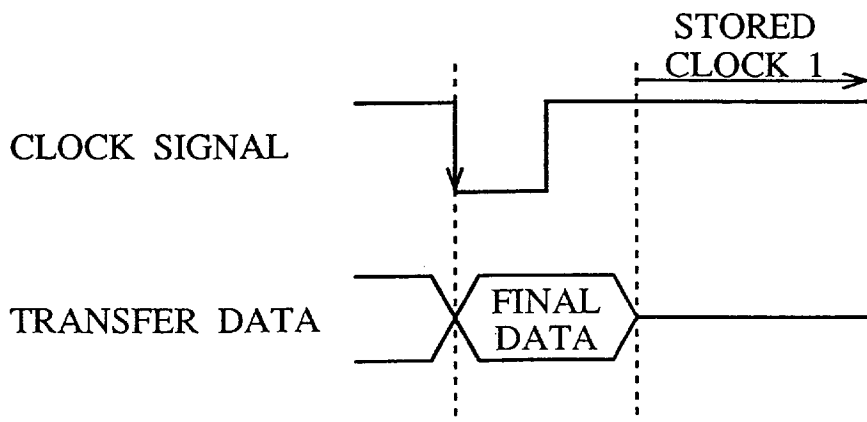 STORED
CLOCK 1
CLOCK SIGNAL
TRANSFER DATA
FINAL
DATA